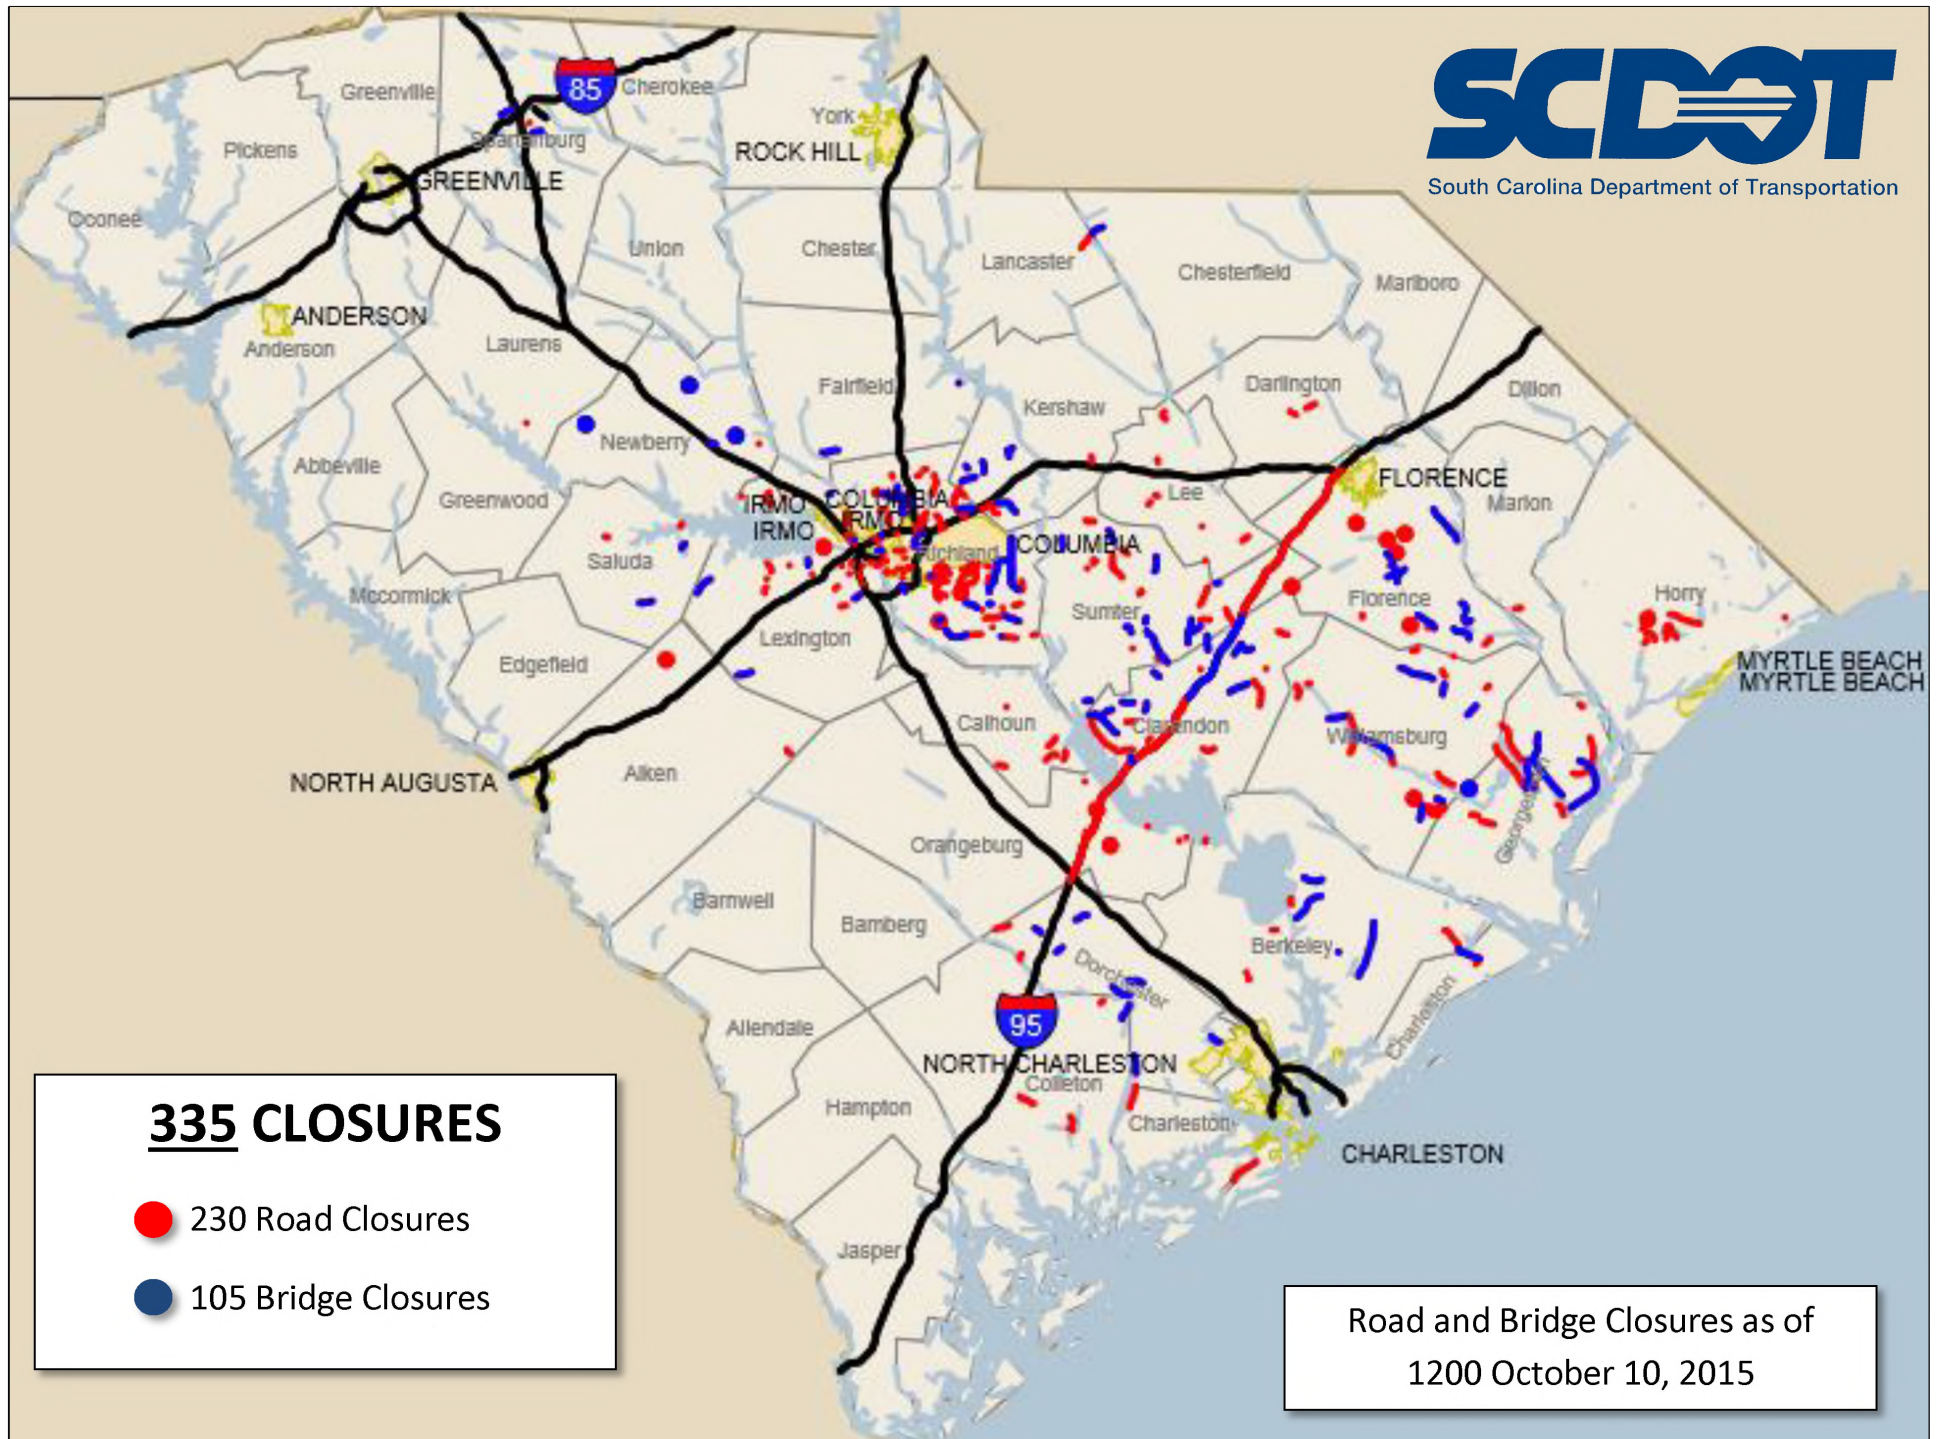 SCDOT
South Carolina Department of Transportation
85
Cherokee
Greenville
York
Spartanburg
Pickens
ROCK HILL
GREENVILLE
Oconee
Union
Chester
Lancaster
Chesterfield
Marlboro
ANDERSON
Anderson
Laurens
Fairfield
Kershaw
Darlington
Dillon
Newberry
Abbeville
Greenwood
FLORENCE
Lee
Marion
IRMO
COLUMBIA
IRMO
IRMO
Richland
COLUMBIA
Saluda
Mccormick
Sumter
Florence
Horry
Lexington
Edgefield
MYRTLE BEACH
MYRTLE BEACH
Calhoun
Clarendon
Williamsburg
NORTH AUGUSTA
Aiken
Georgetown
Orangeburg
Barnwell
Bamberg
Berkeley
Dorchester
Charleston
95
Allendale
NORTH CHARLESTON
Colleton
Hampton
Charleston
CHARLESTON
Jasper
335 CLOSURES
230 Road Closures
105 Bridge Closures
Road and Bridge Closures as of
1200 October 10, 2015